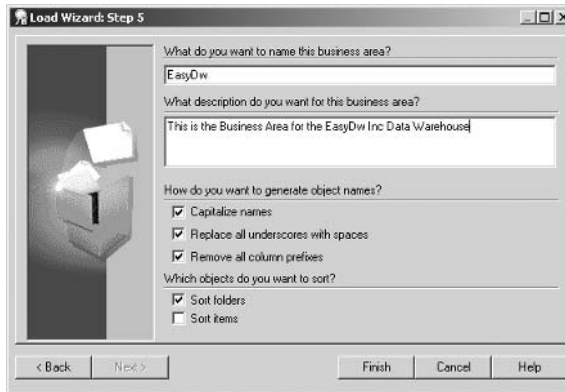 Load Wizard: Step 5
What do you want to name this business area?
EasyDw
What description do you want for this business area?
This is the Business Area for the EasyDw Inc Data Warehouse
How do you want to generate object names?
Capitalize names
Replace all underscores with spaces
Remove all column prefixes
Which objects do you want to sort?
Sort folders
Sort items
< Back Next > Finish Cancel Help